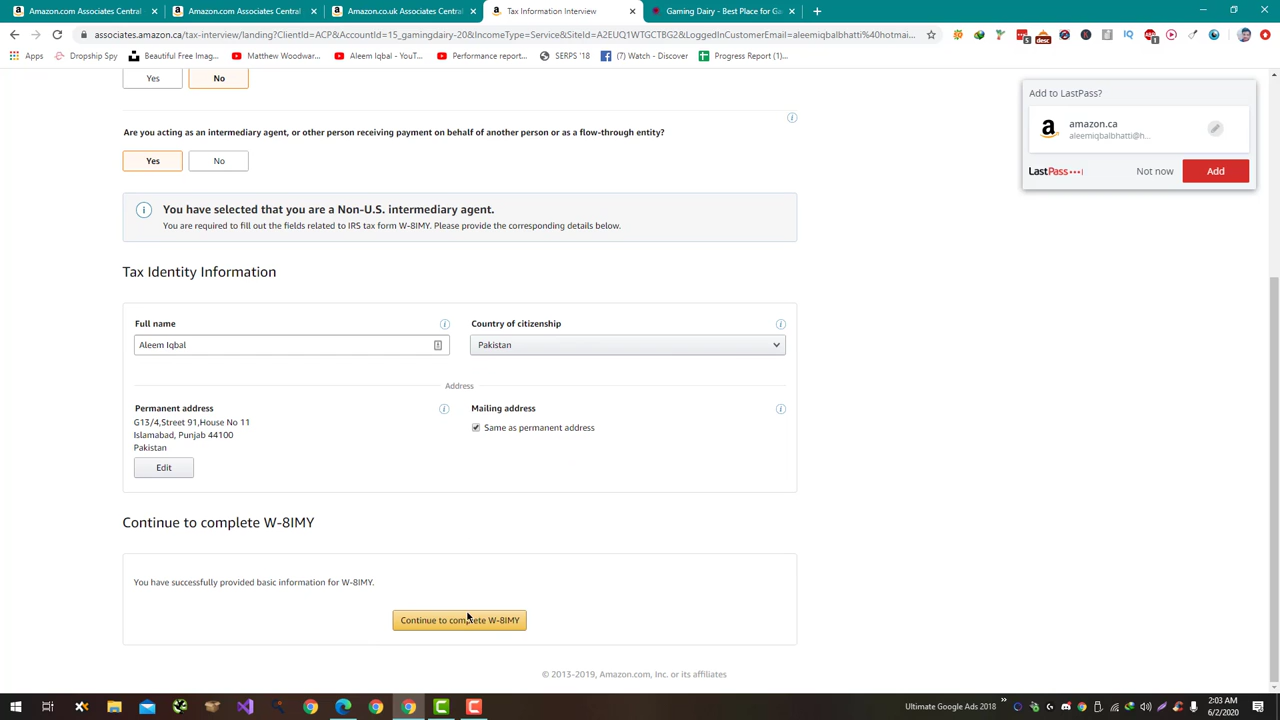 Amazon.com Associates Central
Amazon.com Associates Central
Amazon.co.uk Associates Central
Tax Information Interview
Gaming Dairy - Best Place for Ga
associates.amazon.ca/tax-interview/landing?ClientId=ACP&AccountId=15_gamingdairy-20&IncomeType=Service&SiteId=A2EUQ1WTGCTBG2&LoggedInCustomerEmail=aleemiqbalbhatti%40hotmai...
Apps
Dropship Spy
Beautiful Free Imag...
Matthew Woodwar...
Aleem Iqbal - YouT...
Performance report...
SERPS '18
(7) Watch - Discover
Progress Report (1)...
Yes
No
Are you acting as an intermediary agent, or other person receiving payment on behalf of another person or as a flow-through entity?
Yes
No
You have selected that you are a Non-U.S. intermediary agent.
You are required to fill out the fields related to IRS tax form W-8IMY. Please provide the corresponding details below.
Tax Identity Information
Full name
Country of citizenship
Aleem Iqbal
Pakistan
Address
Permanent address
Mailing address
G13/4,Street 91,House No 11
Same as permanent address
Islamabad, Punjab 44100
Pakistan
Edit
Continue to complete W-8IMY
You have successfully provided basic information for W-8IMY.
Continue to complete W-8IMY
© 2013-2019, Amazon.com, Inc. or its affiliates
Add to LastPass?
amazon.ca
aleemiqbalbhatti@h...
LastPass
Not now
Add
Ultimate Google Ads 2018
2:03 AM
6/2/2020